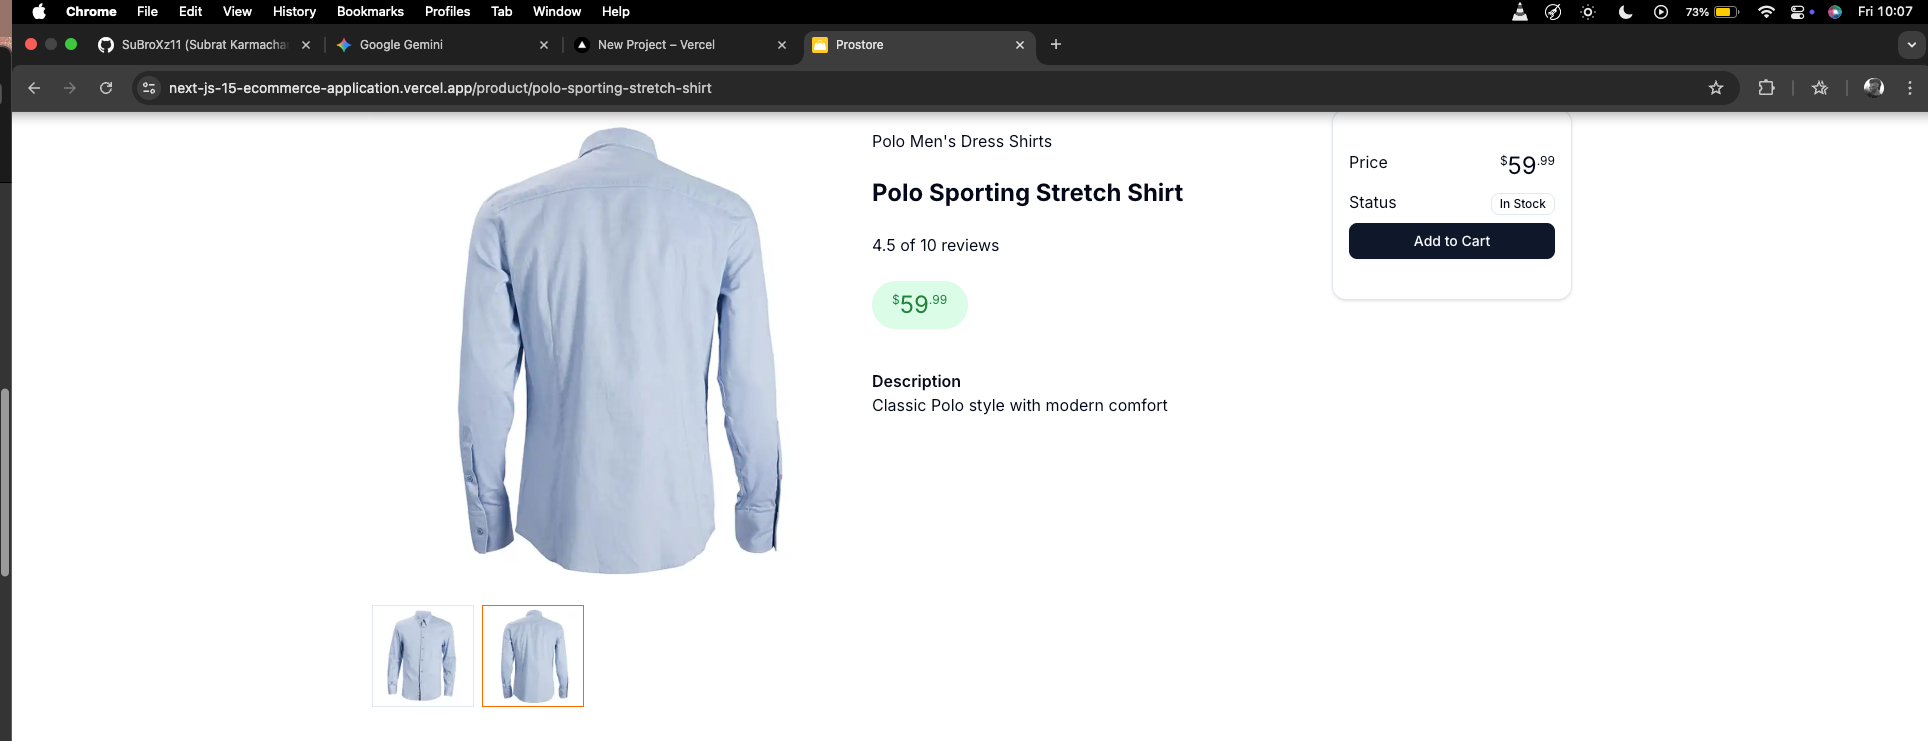 Chrome File Edit View History Bookmarks Profiles Tab Window Help 73% Fri 10:07
SuBroXz11 (Subrat Karmacha Google Gemini New Project – Vercel Prostore
next-js-15-ecommerce-application.vercel.app/product/polo-sporting-stretch-shirt
Polo Men's Dress Shirts
Polo Sporting Stretch Shirt
4.5 of 10 reviews
$59.99
Description
Classic Polo style with modern comfort
Price $59.99
Status In Stock
Add to Cart